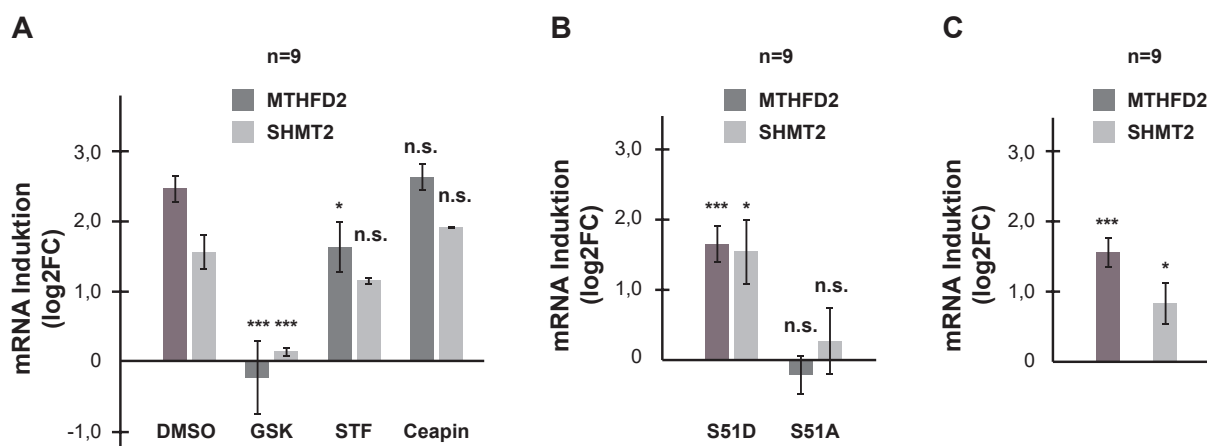 A
n=9
MTHFD2
SHMT2
mRNA Induktion
(log2FC)
3,0
2,0
1,0
0
-1,0
*** ***
*
n.s.
n.s.
n.s.
DMSO GSK STF Ceapin
B
n=9
MTHFD2
SHMT2
mRNA Induktion
(log2FC)
3,0
2,0
1,0
0
*** *
n.s.
n.s.
S51D S51A
C
n=9
MTHFD2
SHMT2
mRNA Induktion
(log2FC)
3,0
2,0
1,0
0
***
*